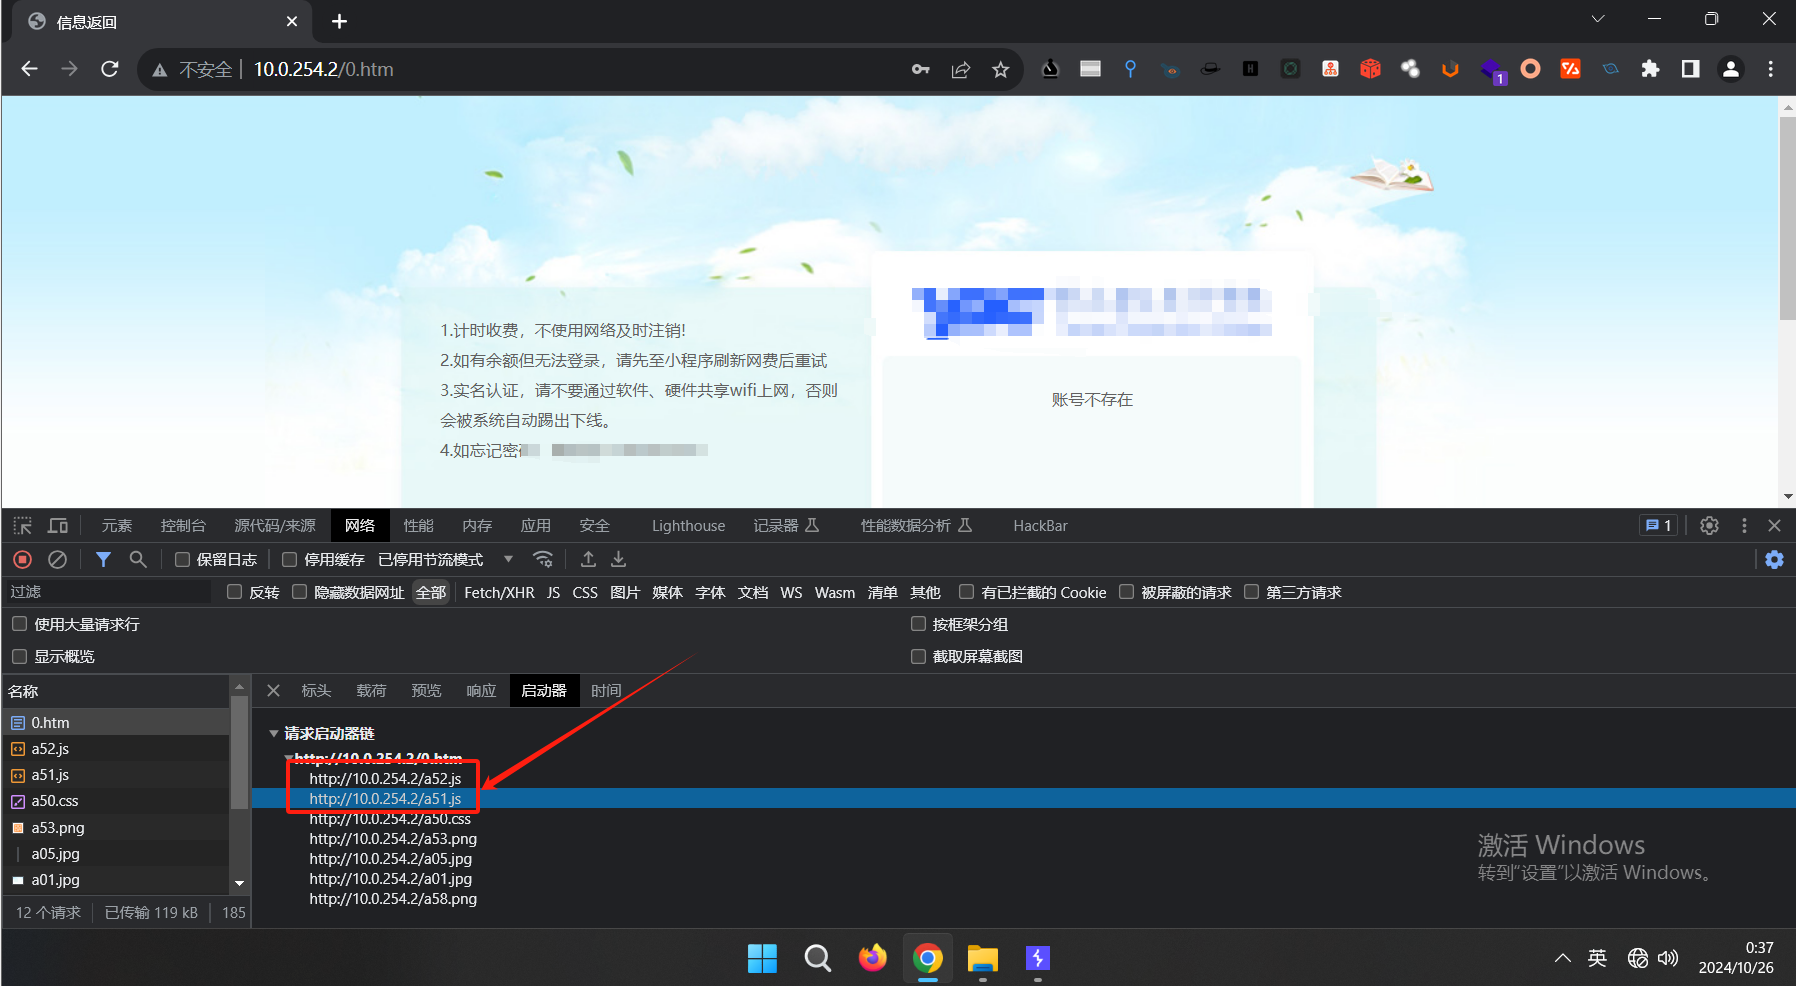 信息返回
不安全 10.0.254.2/0.htm
1
1.计时收费，不使用网络及时注销!
2.如有余额但无法登录，请先至小程序刷新网费后重试
3.实名认证，请不要通过软件、硬件共享wifi上网，否则
会被系统自动踢出下线。
4.如忘记密
账号不存在
元素 控制台 源代码/来源 网络 性能 内存 应用 安全 Lighthouse 记录器 性能数据分析 HackBar 1
保留日志 停用缓存 已停用节流模式
过滤 反转 隐藏数据网址 全部 Fetch/XHR JS CSS 图片 媒体 字体 文档 WS Wasm 清单 其他 有已拦截的 Cookie 被屏蔽的请求 第三方请求
使用大量请求行 按框架分组
显示概览 截取屏幕截图
名称 标头 载荷 预览 响应 启动器 时间
0.htm
a52.js
a51.js
a50.css
a53.png
a05.jpg
a01.jpg
12 个请求 已传输 119 kB 185
请求启动器链
http://10.0.254.2/0.htm
http://10.0.254.2/a52.js
http://10.0.254.2/a51.js
http://10.0.254.2/a50.css
http://10.0.254.2/a53.png
http://10.0.254.2/a05.jpg
http://10.0.254.2/a01.jpg
http://10.0.254.2/a58.png
激活 Windows
转到“设置”以激活 Windows。
英
0:37
2024/10/26